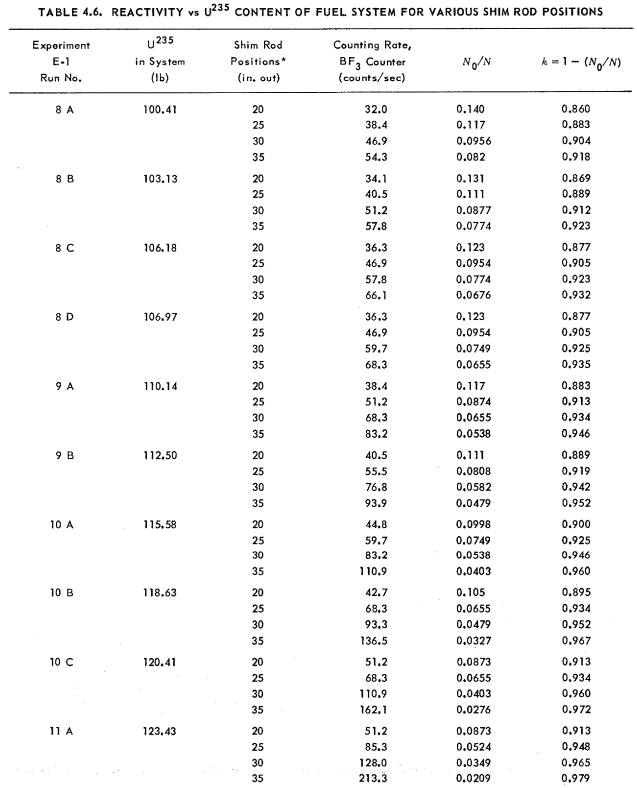 TABLE 4.6. REACTIVITY vs U235 CONTENT OF FUEL SYSTEM FOR VARIOUS SHIM ROD POSITIONS
Experiment E-1 Run No. U235 in System (lb) Shim Rod Positions* (in. out) Counting Rate, BF3 Counter (counts/sec) N0/N k = 1 − (N0/N)
8 A 100.41 20 32.0 0.140 0.860
25 38.4 0.117 0.883
30 46.9 0.0956 0.904
35 54.3 0.082 0.918
8 B 103.13 20 34.1 0.131 0.869
25 40.5 0.111 0.889
30 51.2 0.0877 0.912
35 57.8 0.0774 0.923
8 C 106.18 20 36.3 0.123 0.877
25 46.9 0.0954 0.905
30 57.8 0.0774 0.923
35 66.1 0.0676 0.932
8 D 106.97 20 36.3 0.123 0.877
25 46.9 0.0954 0.905
30 59.7 0.0749 0.925
35 68.3 0.0655 0.935
9 A 110.14 20 38.4 0.117 0.883
25 51.2 0.0874 0.913
30 68.3 0.0655 0.934
35 83.2 0.0538 0.946
9 B 112.50 20 40.5 0.111 0.889
25 55.5 0.0808 0.919
30 76.8 0.0582 0.942
35 93.9 0.0479 0.952
10 A 115.58 20 44.8 0.0998 0.900
25 59.7 0.0749 0.925
30 83.2 0.0538 0.946
35 110.9 0.0403 0.960
10 B 118.63 20 42.7 0.105 0.895
25 68.3 0.0655 0.934
30 93.3 0.0479 0.952
35 136.5 0.0327 0.967
10 C 120.41 20 51.2 0.0873 0.913
25 68.3 0.0655 0.934
30 110.9 0.0403 0.960
35 162.1 0.0276 0.972
11 A 123.43 20 51.2 0.0873 0.913
25 85.3 0.0524 0.948
30 128.0 0.0349 0.965
35 213.3 0.0209 0.979